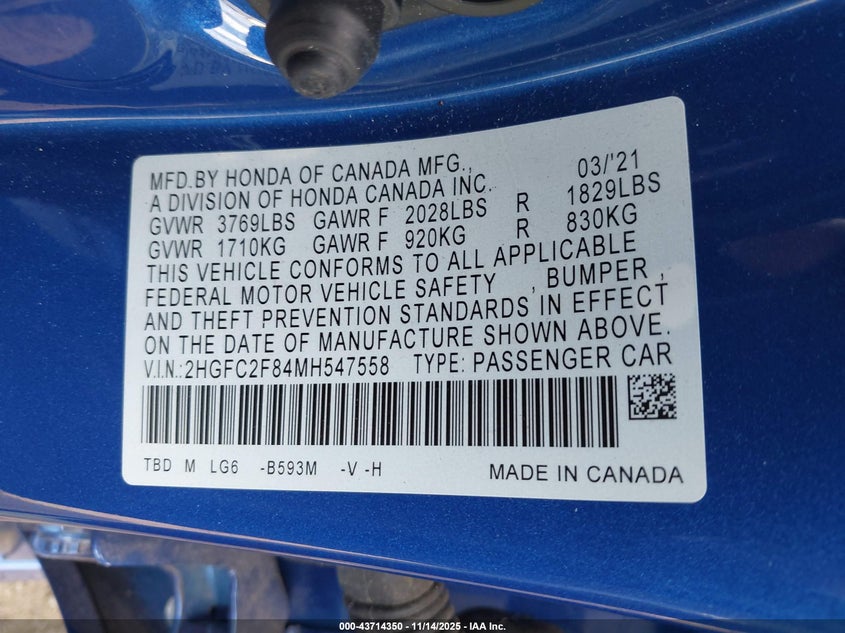 MFD.BY HONDA OF CANADA MFG., 03/'21
A DIVISION OF HONDA CANADA INC.
GVWR 3769LBS GAWR F 2028LBS R 1829LBS
GVWR 1710KG GAWR F 920KG R 830KG
THIS VEHICLE CONFORMS TO ALL APPLICABLE
FEDERAL MOTOR VEHICLE SAFETY , BUMPER ,
AND THEFT PREVENTION STANDARDS IN EFFECT
ON THE DATE OF MANUFACTURE SHOWN ABOVE.
V.I.N.: 2HGFC2F84MH547558 TYPE: PASSENGER CAR
TBD M LG6 -B593M -V -H MADE IN CANADA
000-43714350 | 11/14/2025 | IAA Inc.